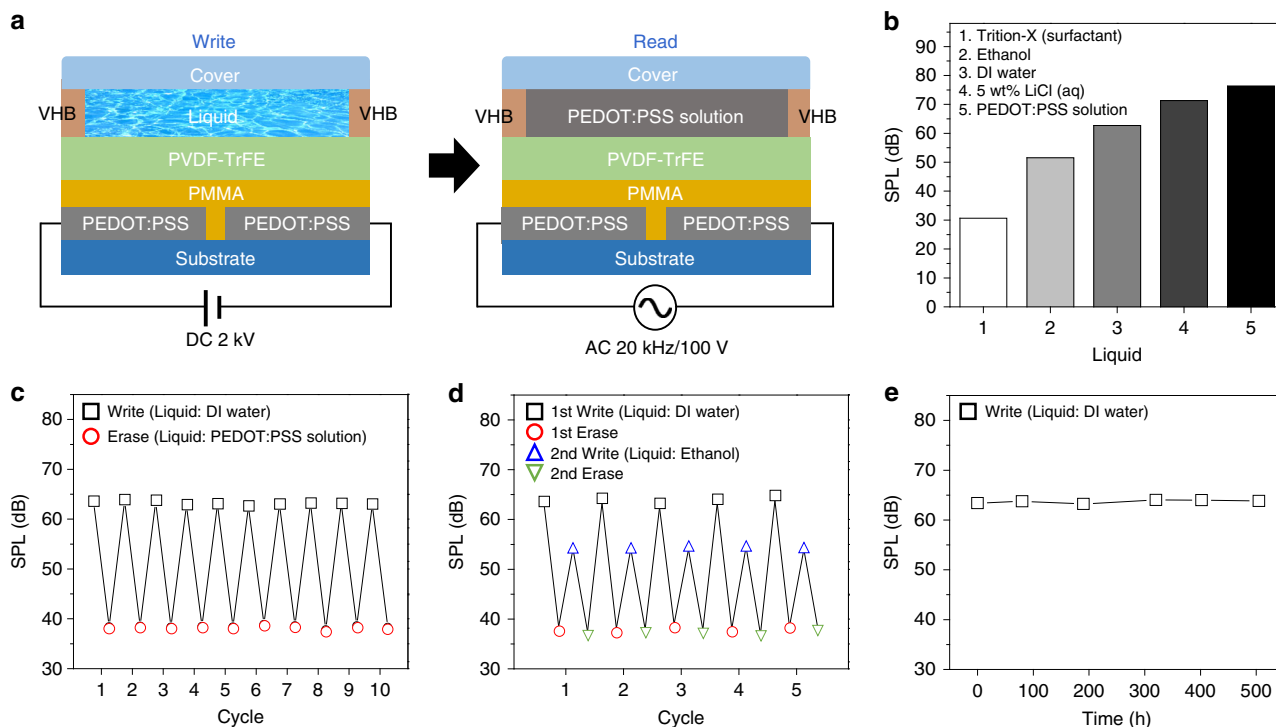 a
Write
Cover
VHB
Liquid
VHB
PVDF-TrFE
PMMA
PEDOT:PSS
PEDOT:PSS
Substrate
DC 2 kV
Read
Cover
VHB
PEDOT:PSS solution
VHB
PVDF-TrFE
PMMA
PEDOT:PSS
PEDOT:PSS
Substrate
AC 20 kHz/100 V
b
1. Trition-X (surfactant)
2. Ethanol
3. DI water
4. 5 wt% LiCl (aq)
5. PEDOT:PSS solution
SPL (dB)
90
80
70
60
50
40
30
20
10
0
1 2 3 4 5
Liquid
c
Write (Liquid: DI water)
Erase (Liquid: PEDOT:PSS solution)
SPL (dB)
80
70
60
50
40
30
1 2 3 4 5 6 7 8 9 10
Cycle
d
1st Write (Liquid: DI water)
1st Erase
2nd Write (Liquid: Ethanol)
2nd Erase
SPL (dB)
80
70
60
50
40
30
1 2 3 4 5
Cycle
e
Write (Liquid: DI water)
SPL (dB)
80
70
60
50
40
30
0 100 200 300 400 500
Time (h)